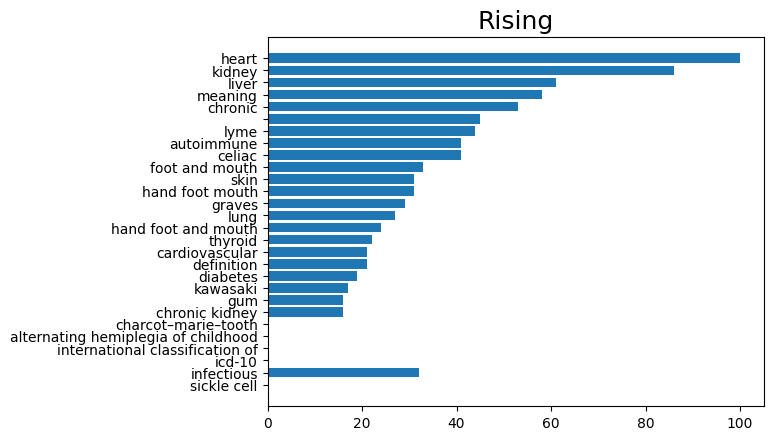 Rising
heart
kidney
liver
meaning
chronic
lyme
autoimmune
celiac
foot and mouth
skin
hand foot mouth
graves
lung
hand foot and mouth
thyroid
cardiovascular
definition
diabetes
kawasaki
gum
chronic kidney
charcot–marie–tooth
alternating hemiplegia of childhood
international classification of
icd-10
infectious
sickle cell
0 20 40 60 80 100